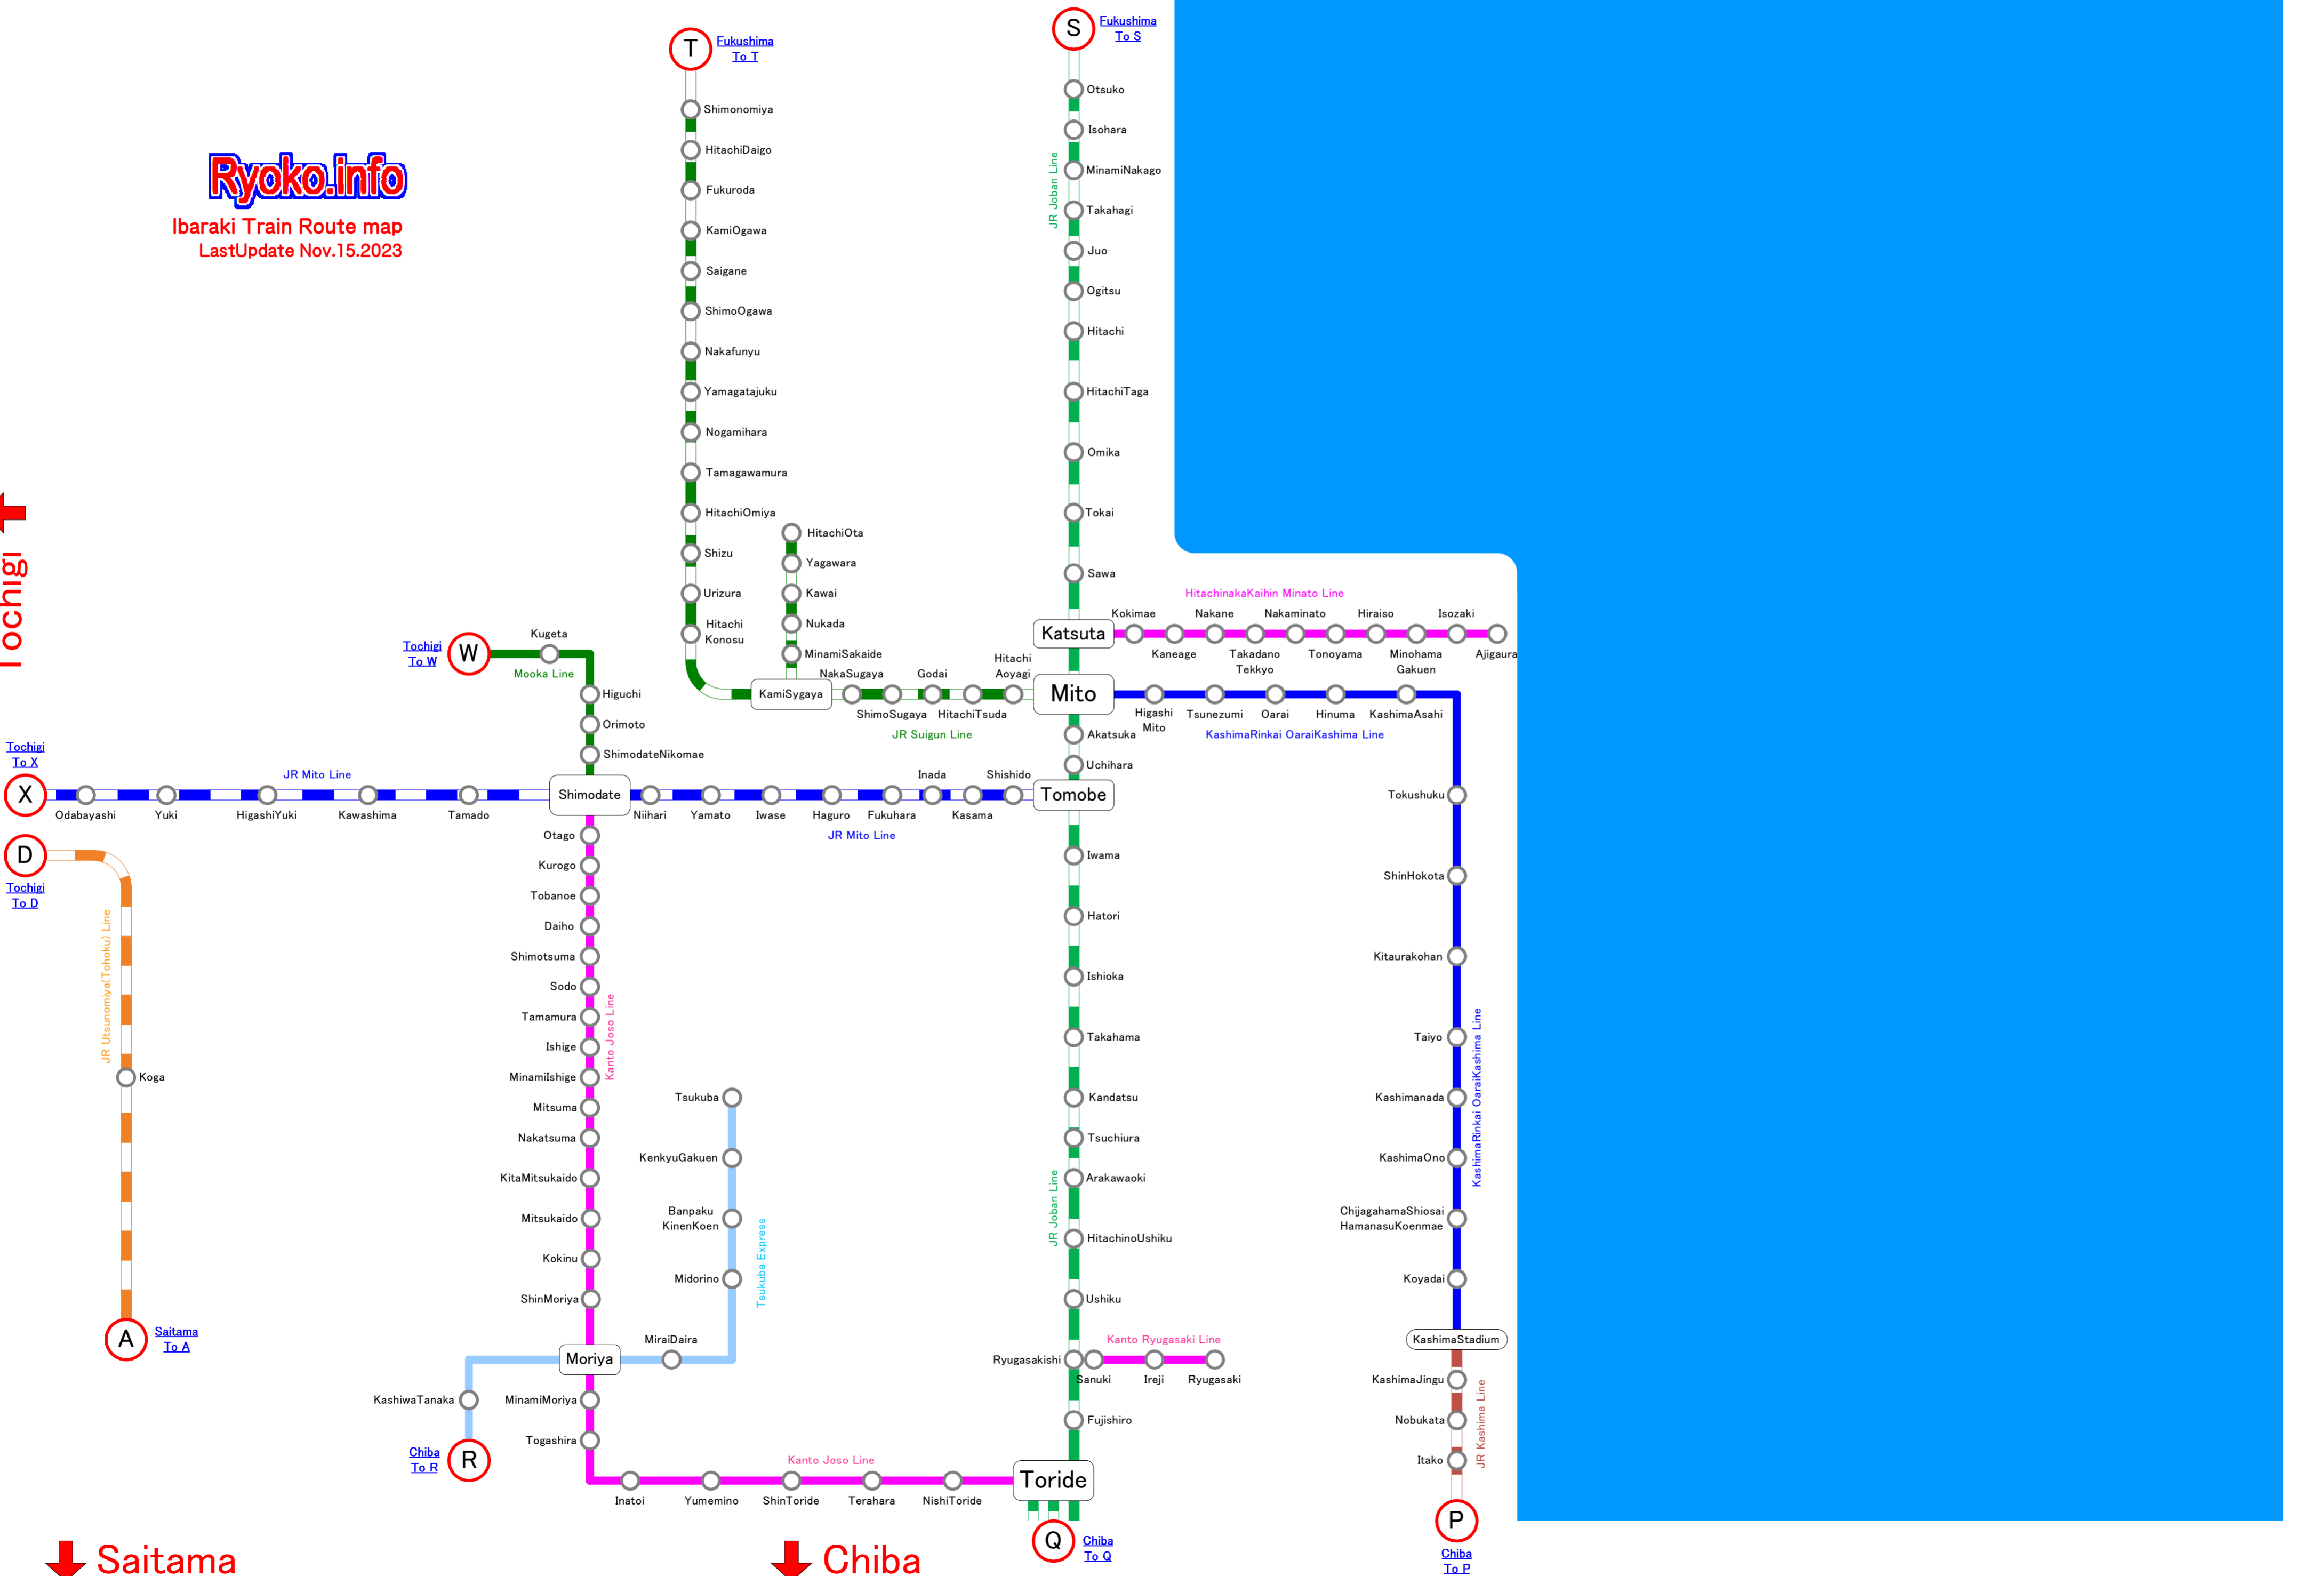 S
Fukushima
To S
T
Fukushima
To T
Otsuko
Shimonomiya
Isohara
HitachiDaigo
JR Joban Line
MinamiNakago
Ryoko.info
Fukuroda
Takahagi
Ibaraki Train Route map
KamiOgawa
LastUpdate Nov.15.2023
Juo
Saigane
Ogitsu
ShimoOgawa
Hitachi
Nakafunyu
Yamagatajuku
HitachiTaga
Nogamihara
Omika
Tamagawamura
HitachiOmiya
Tokai
HitachiOta
Shizu
Yagawara
Sawa
Tochigi
Urizura
Kawai
HitachinakaKaihin Minato Line
Kokimae
Nakane
Nakaminato
Hiraiso
Isozaki
Hitachi
Konosu
Nukada
Katsuta
Kugeta
Tochigi
To W
W
MinamiSakaide
Kaneage
Takadano
Tekkyo
Tonoyama
Minohama
Gakuen
Ajigaura
Mooka Line
NakaSugaya
Godai
Hitachi
Aoyagi
Higuchi
KamiSygaya
Mito
ShimoSugaya
HitachiTsuda
Higashi
Mito
Tsunezumi
Oarai
Hinuma
KashimaAsahi
Orimoto
JR Suigun Line
Akatsuka
KashimaRinkai OaraiKashima Line
ShimodateNikomae
Uchihara
Tochigi
To X
JR Mito Line
Inada
Shishido
X
Shimodate
Tomobe
Tokushuku
Odabayashi
Yuki
HigashiYuki
Kawashima
Tamado
Niihari
Yamato
Iwase
Haguro
Fukuhara
Kasama
Otago
JR Mito Line
D
Iwama
Kurogo
Tochigi
To D
ShinHokota
Tobanoe
Hatori
Daiho
Shimotsuma
Kitaurakohan
JR Utsunomiya(Tohoku) Line
Ishioka
Sodo
Tamamura
Kanto Joso Line
Takahama
Taiyo
Ishige
Koga
MinamiIshige
KashimaRinkai OaraiKashima Line
Tsukuba
Kandatsu
Kashimanada
Mitsuma
Nakatsuma
Tsuchiura
KenkyuGakuen
KashimaOno
KitaMitsukaido
Arakawaoki
Banpaku
KinenKoen
JR Joban Line
ChijagahamaShiosai
HamanasuKoenmae
Mitsukaido
HitachinoUshiku
Tsukuba Express
Kokinu
Midorino
Koyadai
ShinMoriya
Ushiku
A
Saitama
To A
MiraiDaira
Kanto Ryugasaki Line
KashimaStadium
Moriya
Ryugasakishi
Sanuki
Ireji
Ryugasaki
KashimaJingu
KashiwaTanaka
MinamiMoriya
Fujishiro
Nobukata
JR Kashima Line
Togashira
Chiba
To R
R
Kanto Joso Line
Itako
Toride
Inatoi
Yumemino
ShinToride
Terahara
NishiToride
P
Q
Chiba
To Q
Chiba
To P
Saitama
Chiba